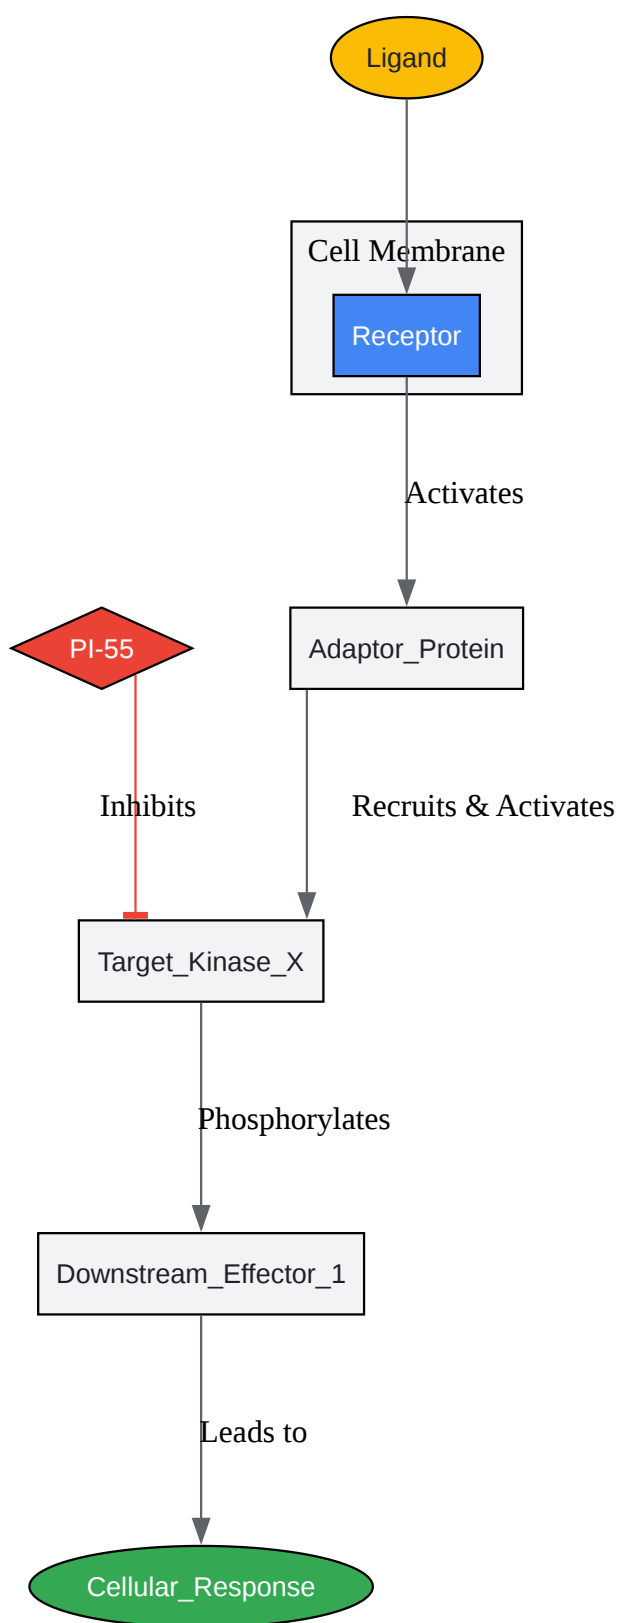 Ligand
Cell Membrane
Receptor
Activates
PI-55
Adaptor_Protein
Inhibits
Recruits & Activates
Target_Kinase_X
Phosphorylates
Downstream_Effector_1
Leads to
Cellular_Response